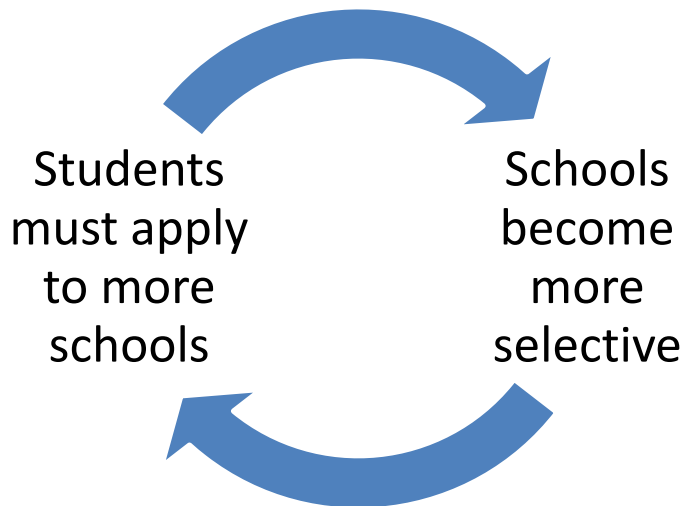 Students
must apply
to more
schools
Schools
become
more
selective